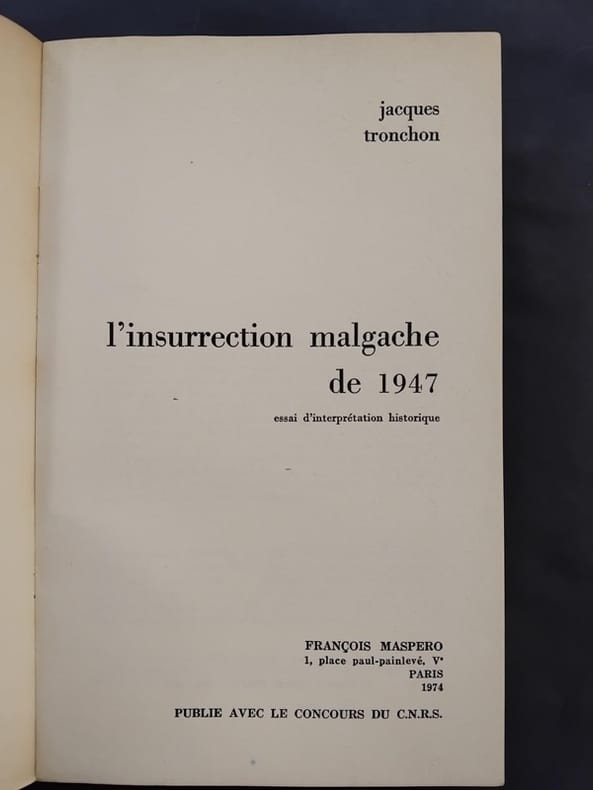 jacques
tronchon
l'insurrection malgache
de 1947
essai d'interprétation historique
FRANÇOIS MASPERO
1, place paul-painlevé, Vᵉ
PARIS
1974
PUBLIE AVEC LE CONCOURS DU C.N.R.S.